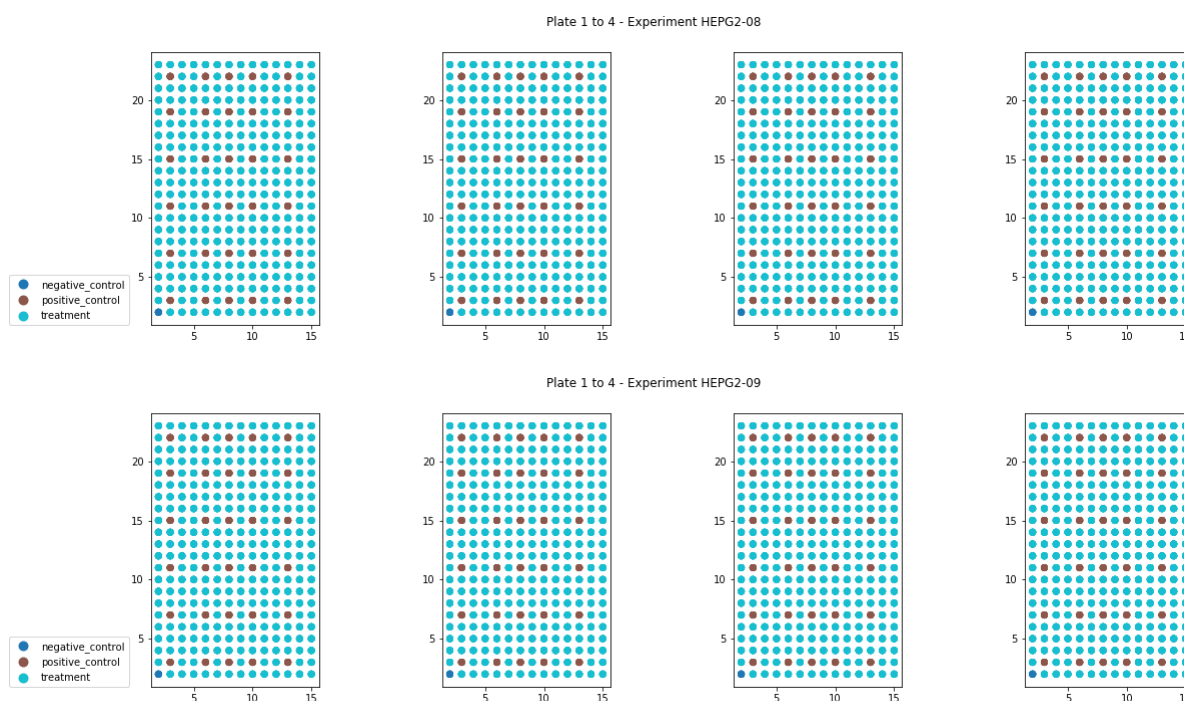 Plate 1 to 4 - Experiment HEPG2-08
20 20 20 20
15 15 15 15
10 10 10 10
5 5 5 5
negative_control
positive_control
treatment
5 10 15 5 10 15 5 10 15 5 10 15
Plate 1 to 4 - Experiment HEPG2-09
20 20 20 20
15 15 15 15
10 10 10 10
5 5 5 5
negative_control
positive_control
treatment
5 10 15 5 10 15 5 10 15 5 10 15